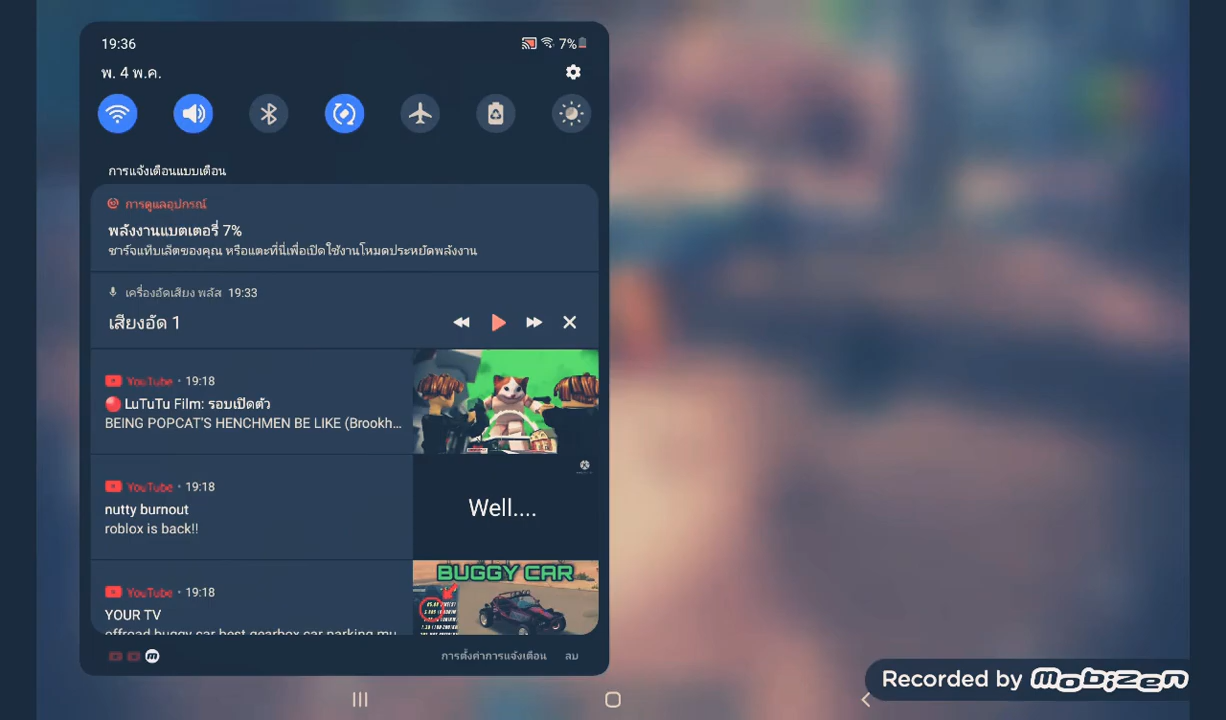 19:36
7%
พ. 4 พ.ค.
การแจ้งเตือนแบบเตือน
การดูแลอุปกรณ์
พลังงานแบตเตอรี่ 7%
ชาร์จแท็บเล็ตของคุณ หรือแตะที่นี่เพื่อเปิดใช้งานโหมดประหยัดพลังงาน
เครื่องอัดเสียง พลัส 19:33
เสียงอัด 1
YouTube • 19:18
🔴 LuTuTu Film: รอบเปิดตัว
BEING POPCAT'S HENCHMEN BE LIKE (Brookh...
YouTube • 19:18
nutty burnout
roblox is back!!
Well....
YouTube • 19:18
YOUR TV
offroad buggy car best gearbox car parking mu
BUGGY CAR
การตั้งค่าการแจ้งเตือน ลบ
Recorded by mobizen